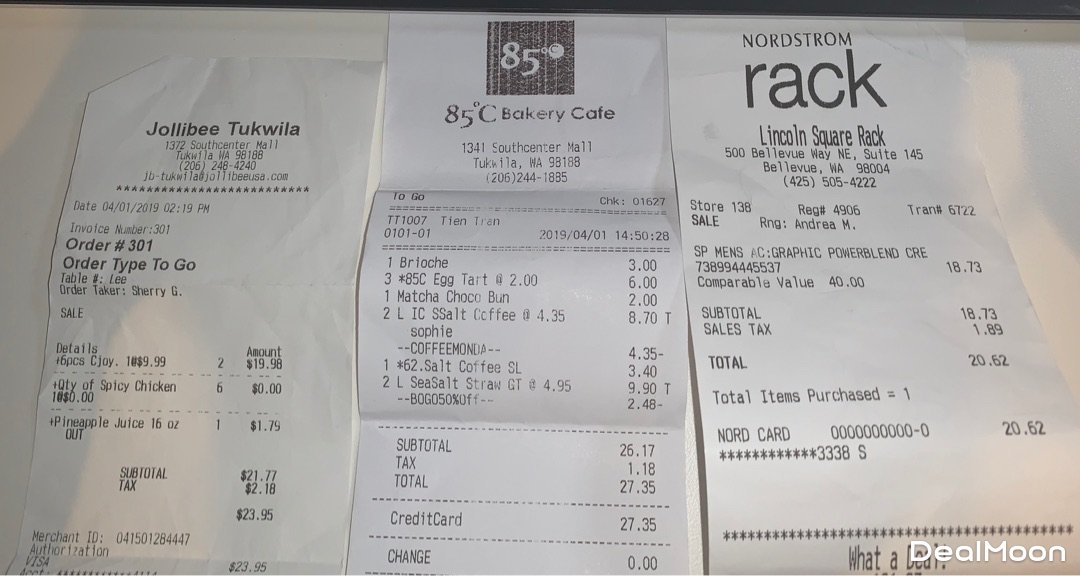 Jollibee Tukwila
1372 Southcenter Mall
Tukwila WA 98188
(206) 248-4240
jb-tukwila@jollibeeusa.com
******************************
Date 04/01/2019 02:19 PM
Invoice Number:301
Order # 301
Order Type To Go
Table #: Lee
Order Taker: Sherry G.
SALE
Details Amount
+6pcs Cjoy. 1@$9.99 2 $19.98
+Qty of Spicy Chicken 6 $0.00
1@$0.00
+Pineapple Juice 16 oz 1 $1.79
OUT
SUBTOTAL $21.77
TAX $2.18
$23.95
Merchant ID: 041501284447
Authorization
VISA $23.95
85°C
85°C Bakery Cafe
1341 Southcenter Mall
Tukwila, WA 98188
(206)244-1885
To Go Chk: 01627
TT1007 Tien Tran
0101-01 2019/04/01 14:50:28
1 Brioche 3.00
3 *85C Egg Tart @ 2.00 6.00
1 Matcha Choco Bun 2.00
2 L IC SSalt Coffee @ 4.35 8.70 T
sophie
--COFFEEMONDA-- 4.35-
1 *62.Salt Coffee SL 3.40
2 L SeaSalt Straw GT @ 4.95 9.90 T
--BOGO50%Off-- 2.48-
SUBTOTAL 26.17
TAX 1.18
TOTAL 27.35
CreditCard 27.35
CHANGE 0.00
NORDSTROM
rack
Lincoln Square Rack
500 Bellevue Way NE, Suite 145
Bellevue, WA 98004
(425) 505-4222
Store 138 Reg# 4906 Tran# 6722
SALE Rng: Andrea M.
SP MENS AC:GRAPHIC POWERBLEND CRE
738994445537 18.73
Comparable Value 40.00
SUBTOTAL 18.73
SALES TAX 1.89
TOTAL 20.62
Total Items Purchased = 1
NORD CARD 0000000000-0 20.62
************3338 S
What a Deal!
DealMoon